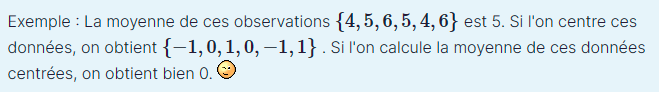 Exemple : La moyenne de ces observations {4, 5, 6, 5, 4, 6} est 5. Si l'on centre ces
données, on obtient {−1, 0, 1, 0, −1, 1} . Si l'on calcule la moyenne de ces données
centrées, on obtient bien 0.